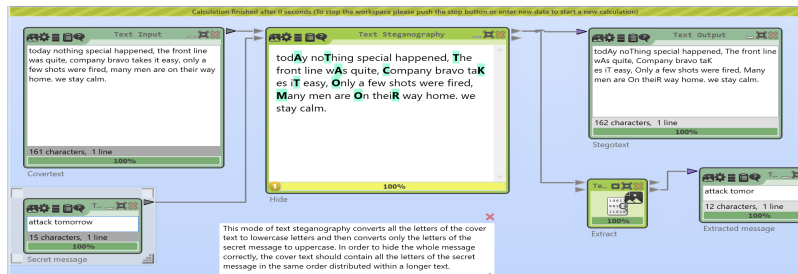 Calculation finished after 0 seconds (To stop the workspace please push the stop button or enter new data to start a new calculation)
Text Input
today nothing special happened, the front line
was quite, company bravo takes it easy, only a
few shots were fired, many men are on their way
home. we stay calm.
161 characters, 1 line
100%
Covertext
T...
attack tomorrow
15 characters, 1 line
100%
Secret message
Text Steganography
todAy noThing special happened, The
front line wAs quite, Company bravo taK
es iT easy, Only a few shots were fired,
Many men are On theiR way home. we
stay calm.
1
100%
Hide
This mode of text steganography converts all the letters of the cover
text to lowercase letters and then converts only the letters of the
secret message to uppercase. In order to hide the whole message
correctly, the cover text should contain all the letters of the secret
message in the same order distributed within a longer text.
Text Output
todAy noThing special happened, The front line
wAs quite, Company bravo taK
es iT easy, Only a few shots were fired, Many
men are On theiR way home. we stay calm.
162 characters, 1 line
100%
Stegotext
Te...
100%
Extract
T...
attack tomor
12 characters, 1 line
100%
Extracted message